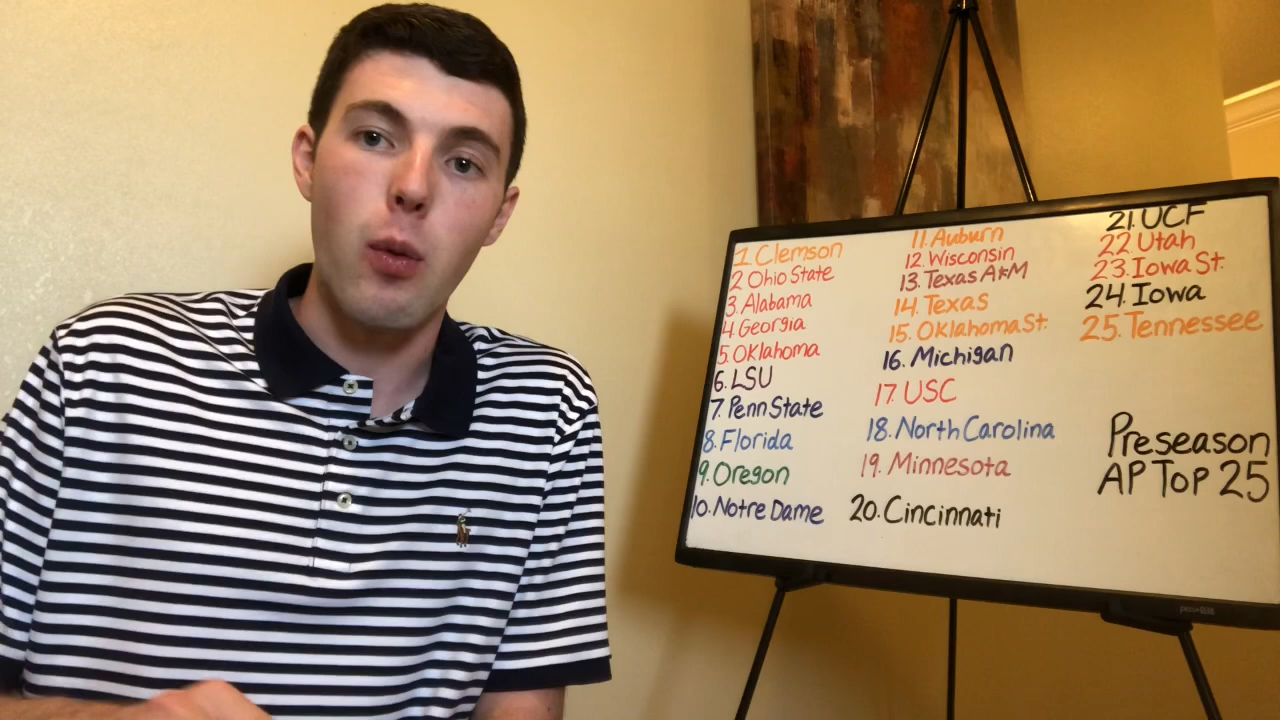 1. Clemson
2 Ohio State
3. Alabama
4. Georgia
5. Oklahoma
6. LSU
7. Penn State
8. Florida
9. Oregon
10. Notre Dame
11. Auburn
12. Wisconsin
13. Texas A&M
14. Texas
15. Oklahoma St.
16. Michigan
17. USC
18. North Carolina
19. Minnesota
20. Cincinnati
21. UCF
22 Utah
23. Iowa St.
24. Iowa
25. Tennessee
Preseason
AP Top 25